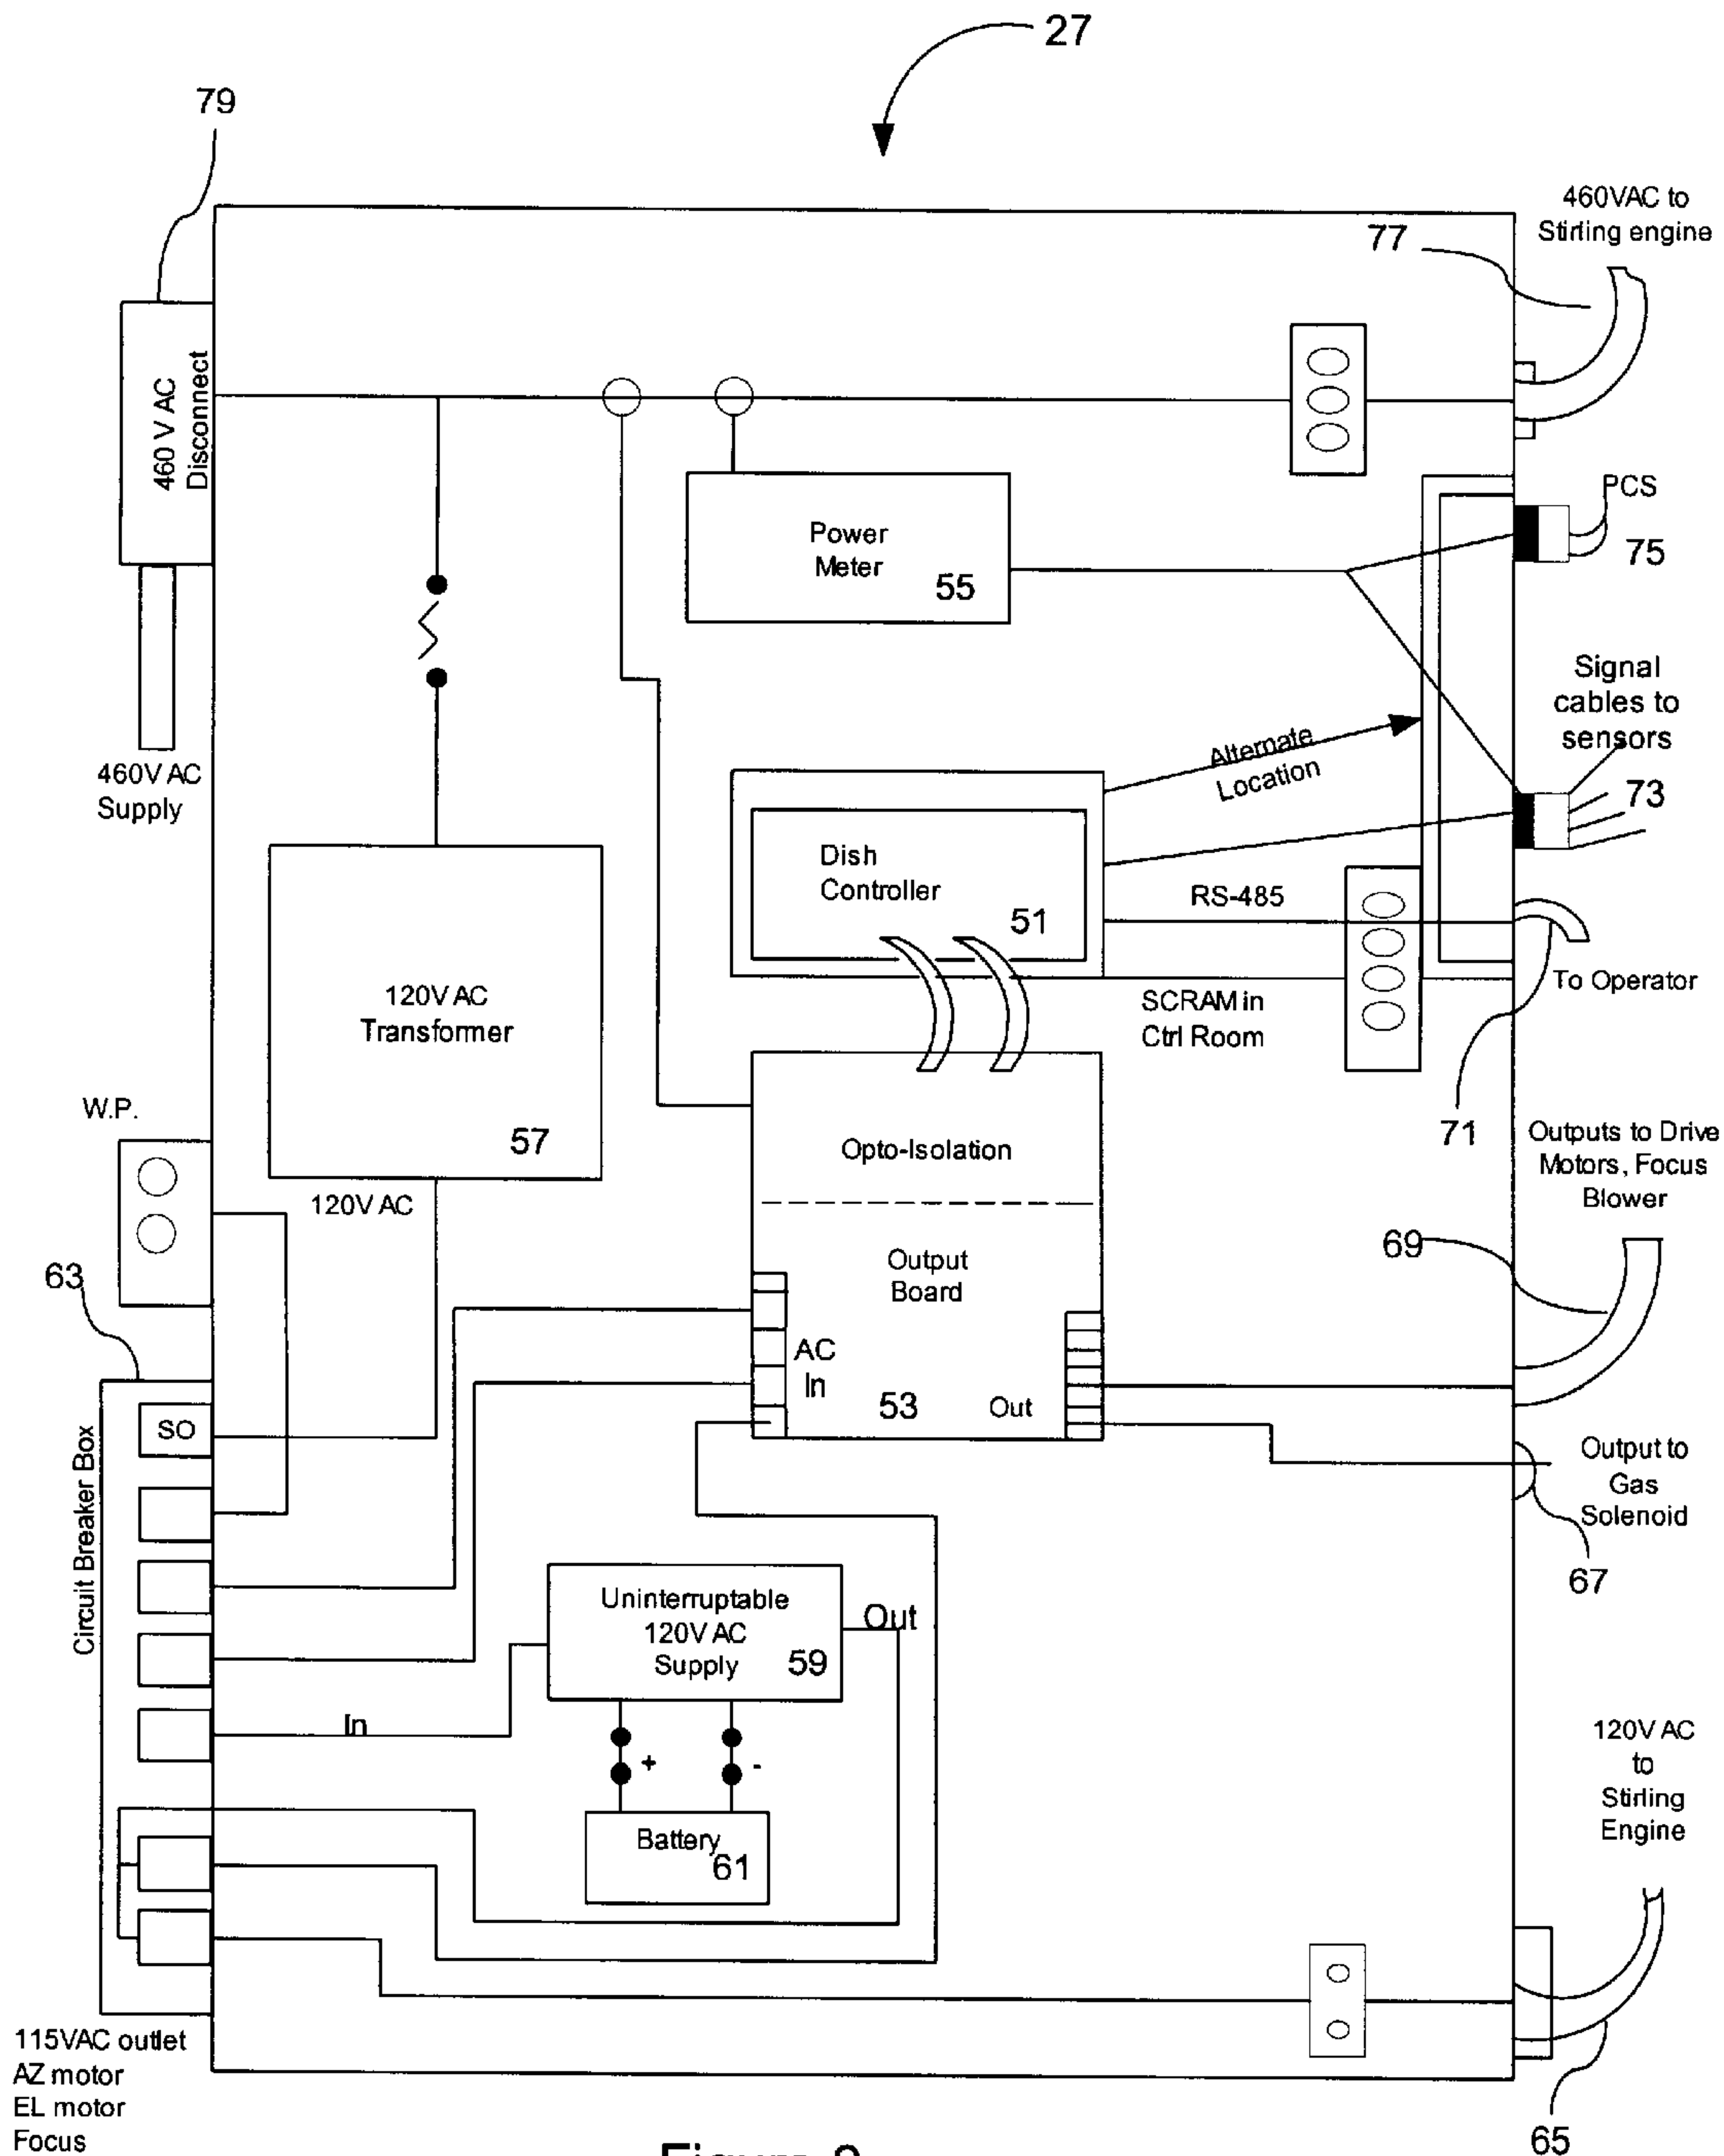 27
79
460VAC to
Stirling engine
77
460 V AC
Disconnect
PCS
75
Power
Meter
55
Signal
cables to
sensors
73
460V AC
Supply
Alternate
Location
Dish
Controller
51
RS-485
To Operator
SCRAM in
Ctrl Room
71
120V AC
Transformer
57
120V AC
W.P.
Opto-Isolation
Outputs to Drive
Motors, Focus
Blower
69
63
Output
Board
AC
In
53
Out
SO
Circuit Breaker Box
Output to
Gas
Solenoid
67
Uninterruptable
120V AC
Supply
59
Out
In
+
-
Battery
61
120V AC
to
Stirling
Engine
65
115VAC outlet
AZ motor
EL motor
Focus